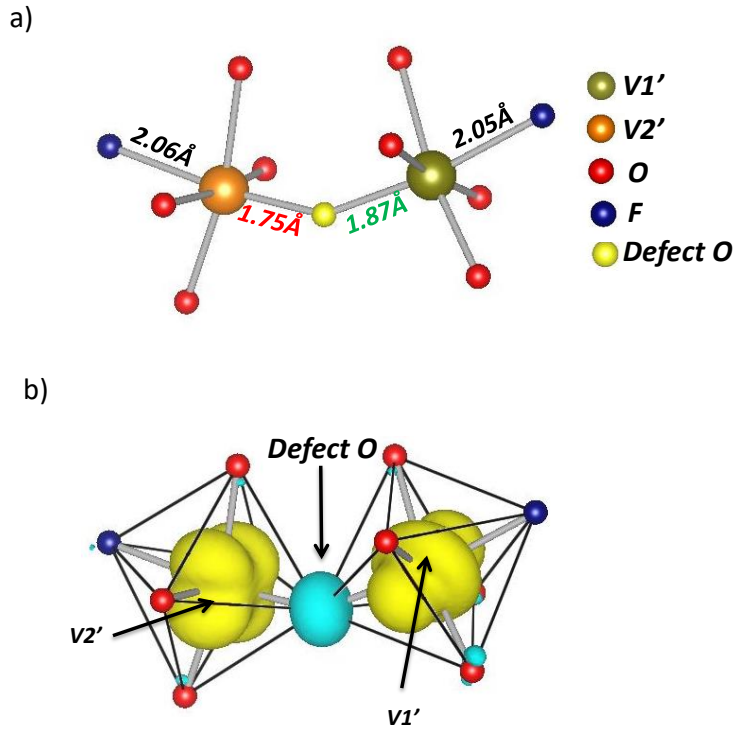 a)
2.06Å
1.75Å
1.87Å
2.05Å
V1'
V2'
O
F
Defect O
b)
Defect O
V2'
V1'